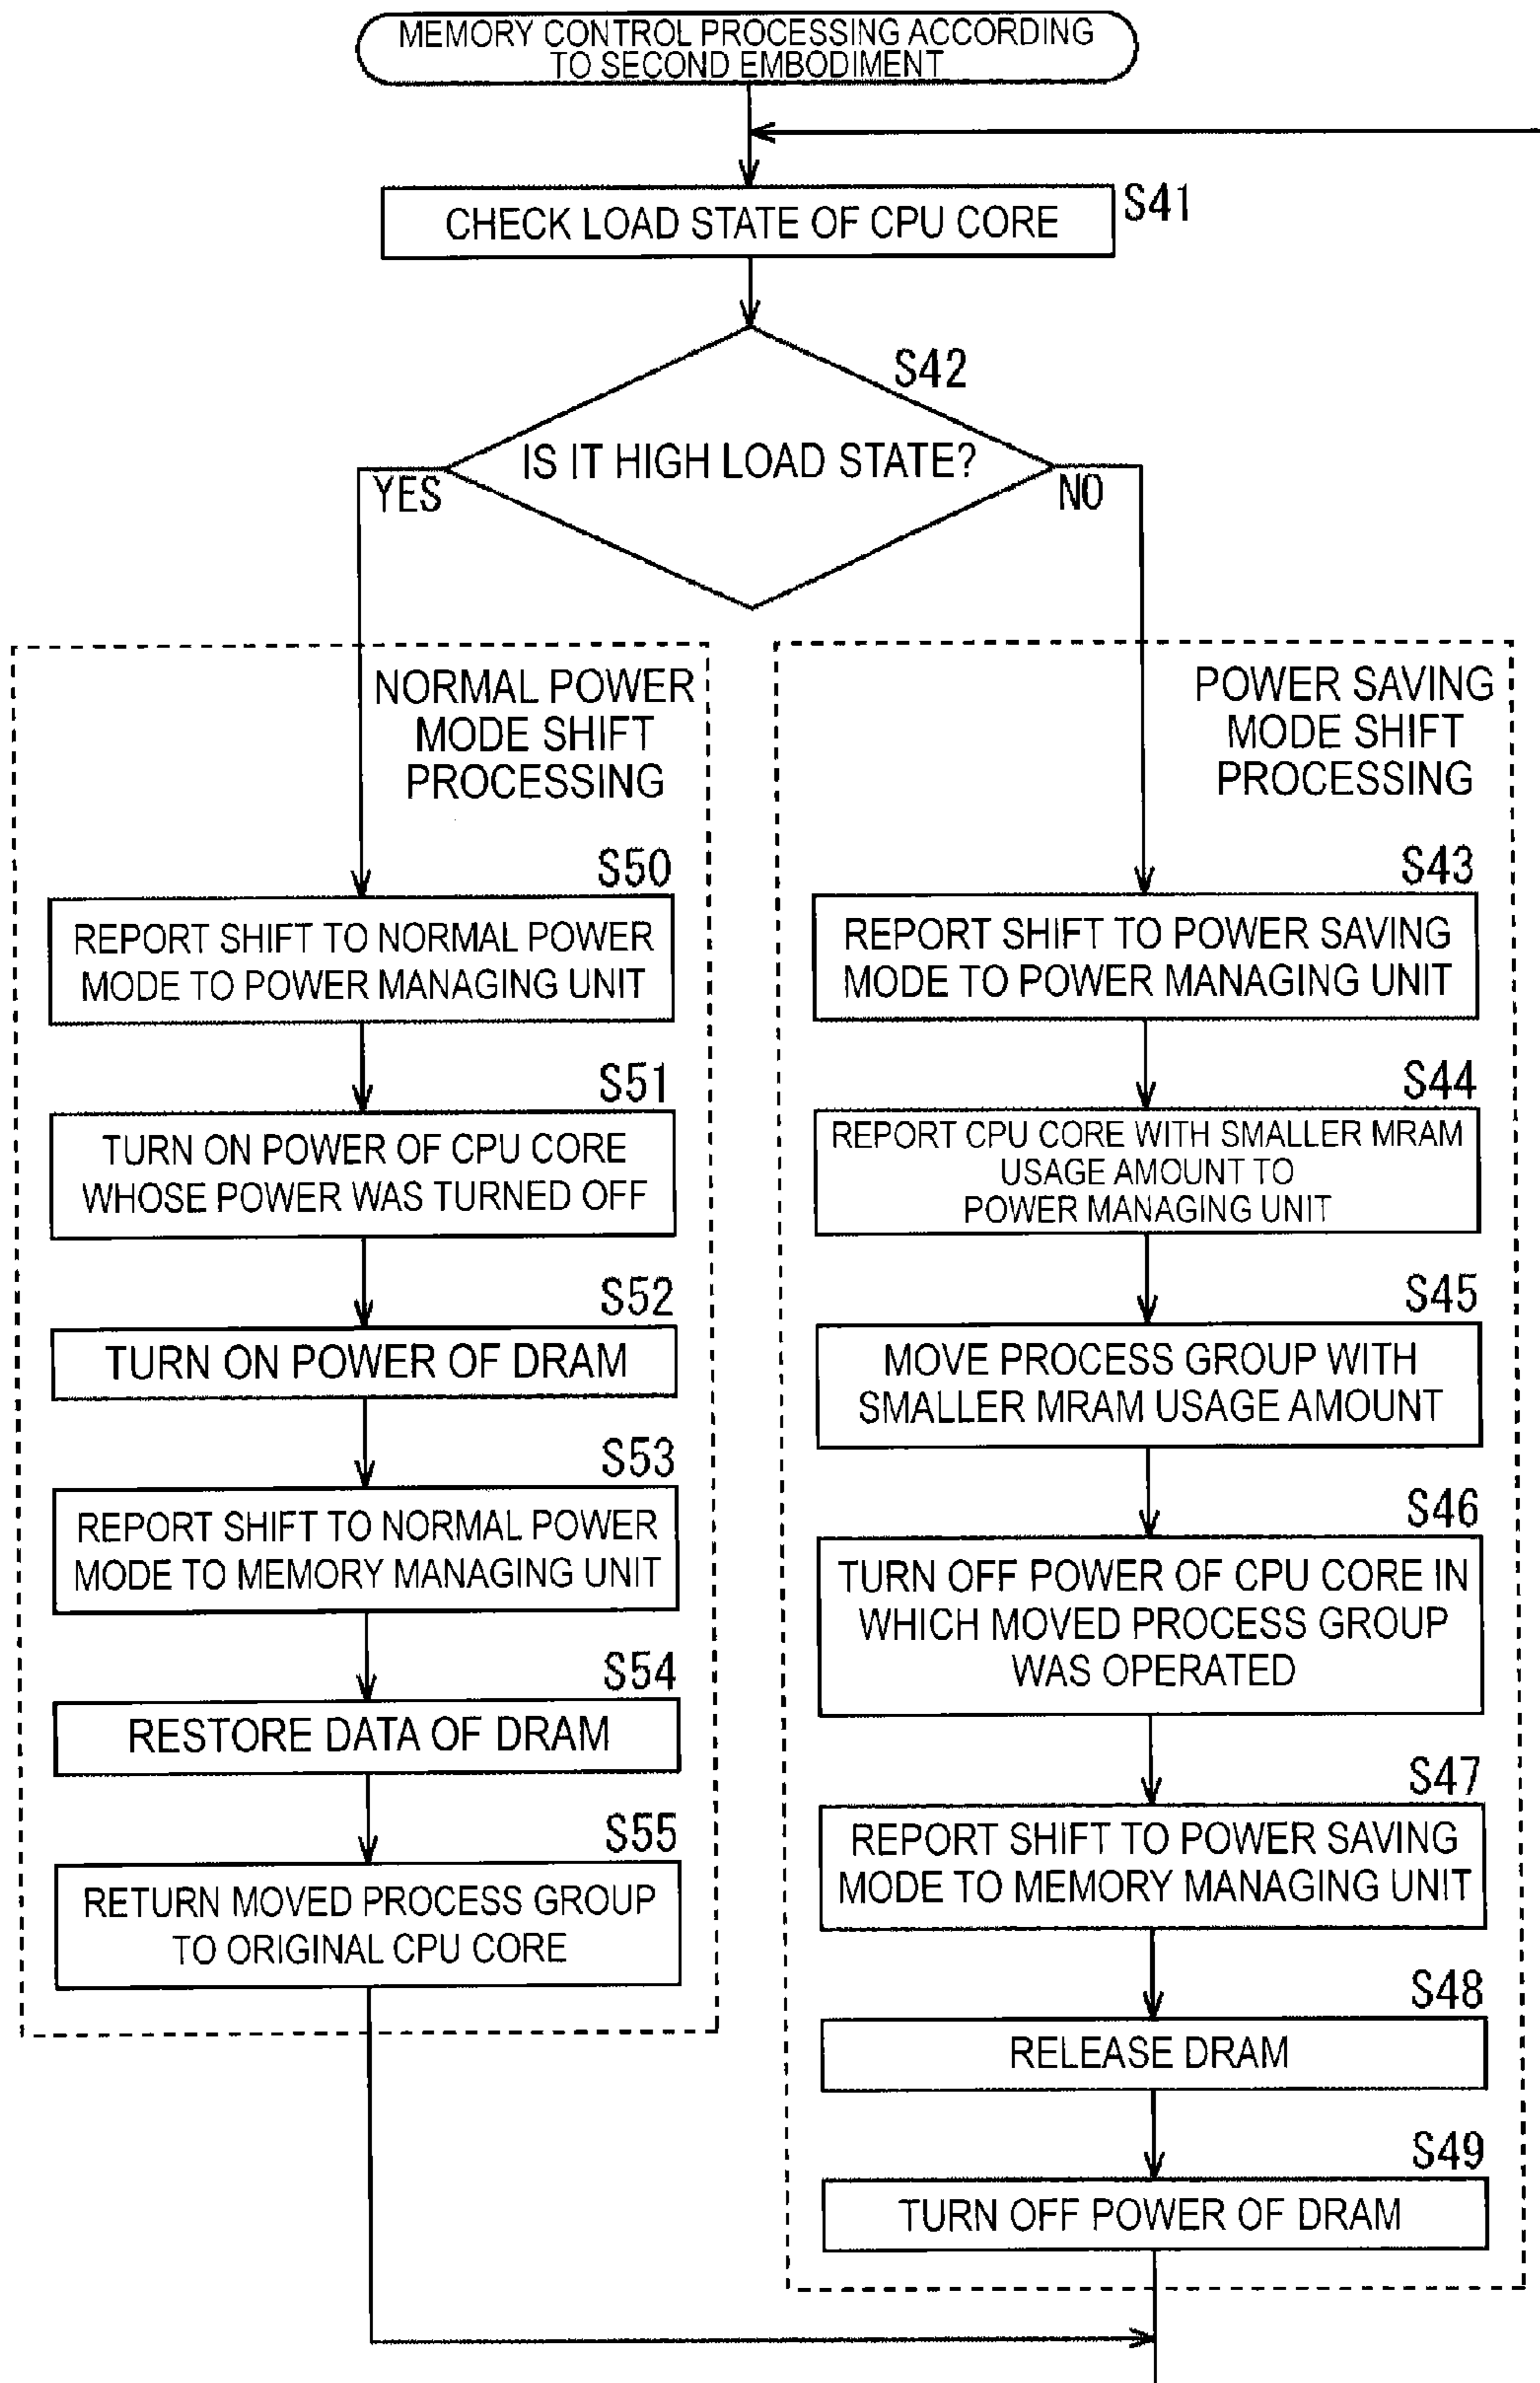 MEMORY CONTROL PROCESSING ACCORDING
TO SECOND EMBODIMENT
S41
CHECK LOAD STATE OF CPU CORE
S42
IS IT HIGH LOAD STATE?
YES
NO
NORMAL POWER
MODE SHIFT
PROCESSING
S50
REPORT SHIFT TO NORMAL POWER
MODE TO POWER MANAGING UNIT
S51
TURN ON POWER OF CPU CORE
WHOSE POWER WAS TURNED OFF
S52
TURN ON POWER OF DRAM
S53
REPORT SHIFT TO NORMAL POWER
MODE TO MEMORY MANAGING UNIT
S54
RESTORE DATA OF DRAM
S55
RETURN MOVED PROCESS GROUP
TO ORIGINAL CPU CORE
POWER SAVING
MODE SHIFT
PROCESSING
S43
REPORT SHIFT TO POWER SAVING
MODE TO POWER MANAGING UNIT
S44
REPORT CPU CORE WITH SMALLER MRAM
USAGE AMOUNT TO
POWER MANAGING UNIT
S45
MOVE PROCESS GROUP WITH
SMALLER MRAM USAGE AMOUNT
S46
TURN OFF POWER OF CPU CORE IN
WHICH MOVED PROCESS GROUP
WAS OPERATED
S47
REPORT SHIFT TO POWER SAVING
MODE TO MEMORY MANAGING UNIT
S48
RELEASE DRAM
S49
TURN OFF POWER OF DRAM